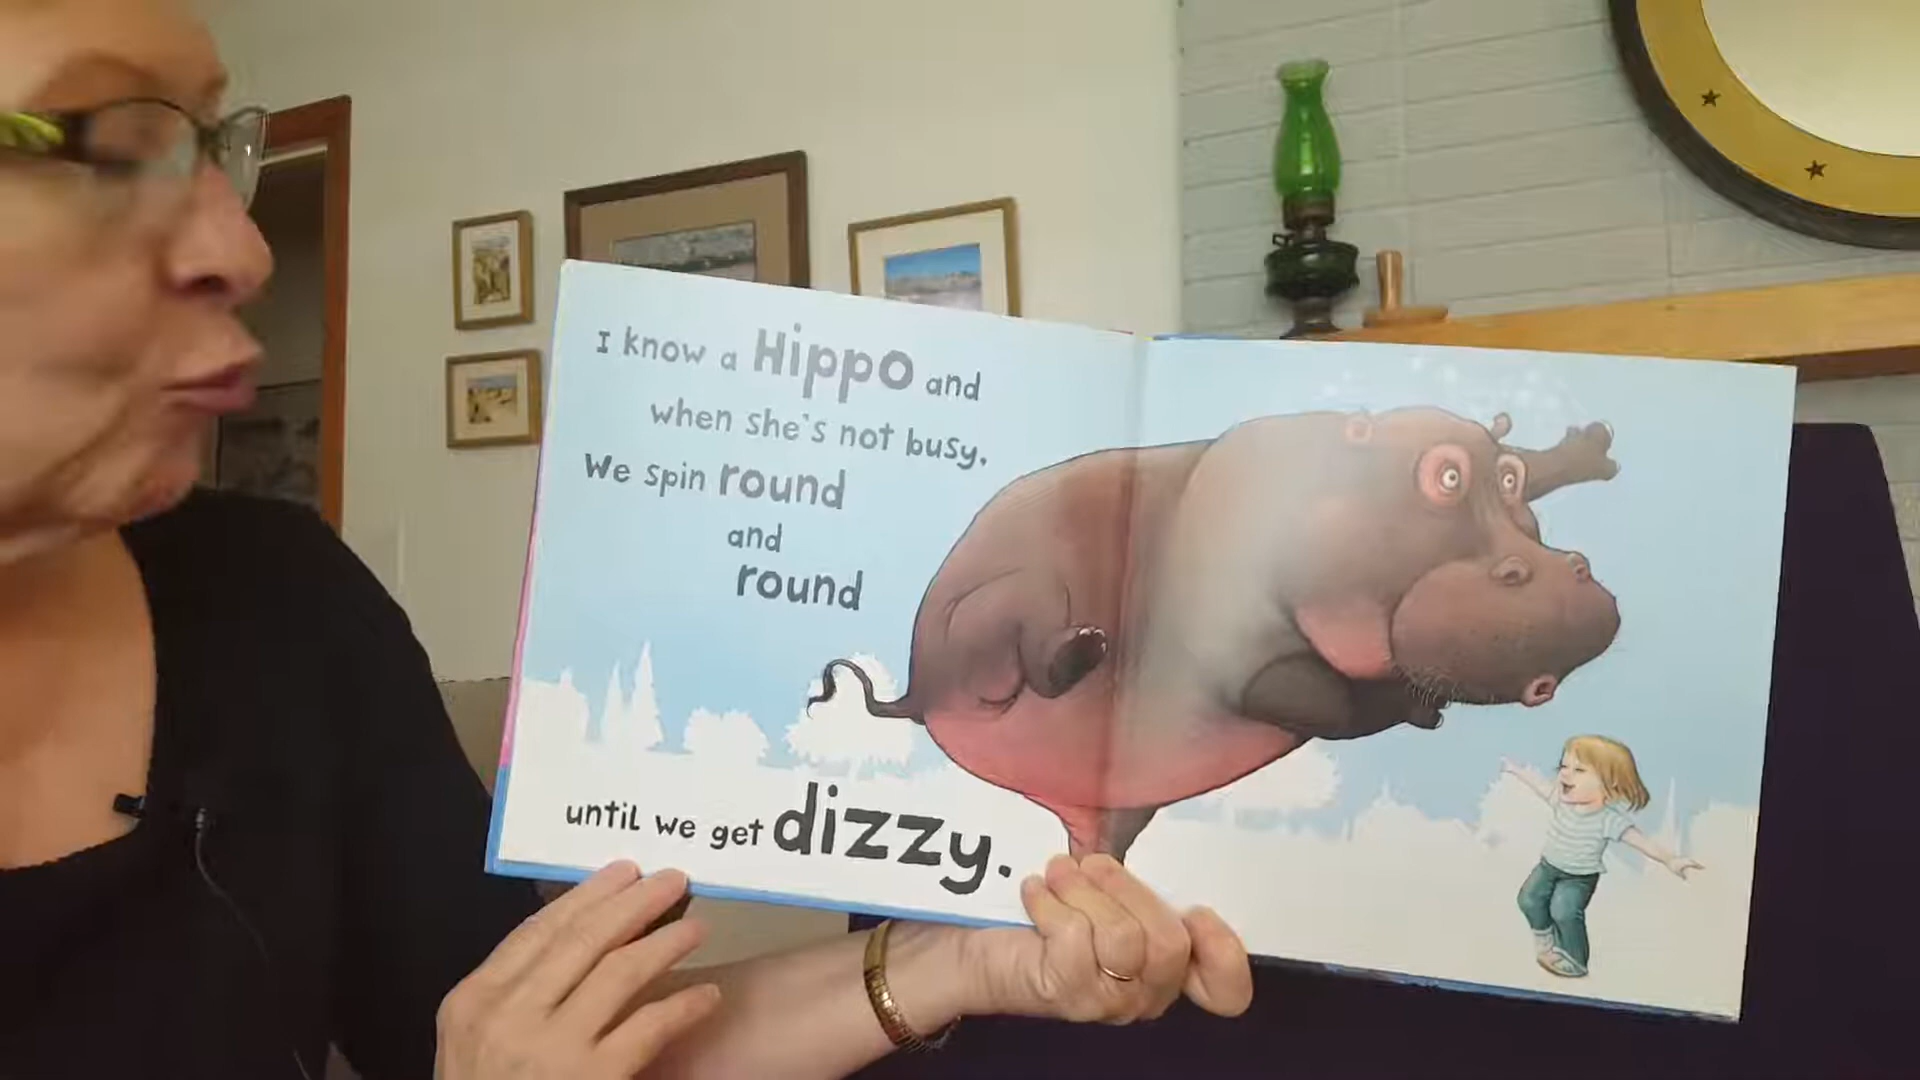 I know a Hippo and
when she's not busy,
We spin round
and
round
until we get dizzy.